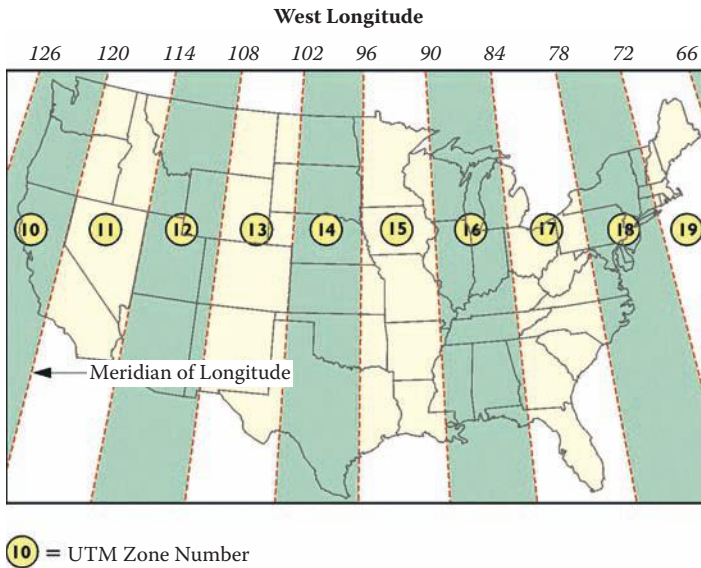 West Longitude
126 120 114 108 102 96 90 84 78 72 66
10 11 12 13 14 15 16 17 18 19
Meridian of Longitude
10 = UTM Zone Number